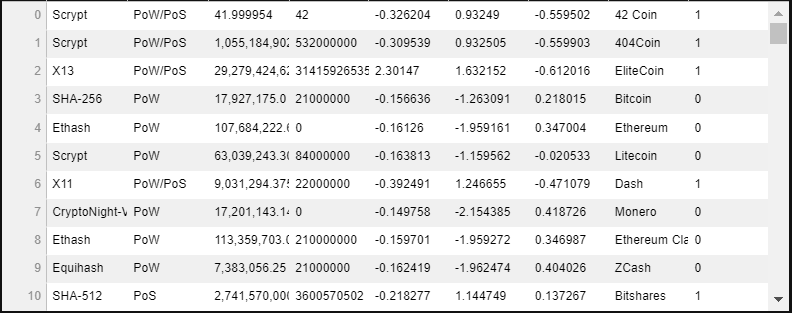 0 Scrypt PoW/PoS 41.999954 42 -0.326204 0.93249 -0.559502 42 Coin 1
1 Scrypt PoW/PoS 1,055,184,902 532000000 -0.309539 0.932505 -0.559903 404Coin 1
2 X13 PoW/PoS 29,279,424,62 31415926535 2.30147 1.632152 -0.612016 EliteCoin 1
3 SHA-256 PoW 17,927,175.0 21000000 -0.156636 -1.263091 0.218015 Bitcoin 0
4 Ethash PoW 107,684,222.6 0 -0.16126 -1.959161 0.347004 Ethereum 0
5 Scrypt PoW 63,039,243.30 84000000 -0.163813 -1.159562 -0.020533 Litecoin 0
6 X11 PoW/PoS 9,031,294.375 22000000 -0.392491 1.246655 -0.471079 Dash 1
7 CryptoNight-V PoW 17,201,143.14 0 -0.149758 -2.154385 0.418726 Monero 0
8 Ethash PoW 113,359,703.0 210000000 -0.159701 -1.959272 0.346987 Ethereum Cla 0
9 Equihash PoW 7,383,056.25 21000000 -0.162419 -1.962474 0.404026 ZCash 0
10 SHA-512 PoS 2,741,570,000 3600570502 -0.218277 1.144749 0.137267 Bitshares 1